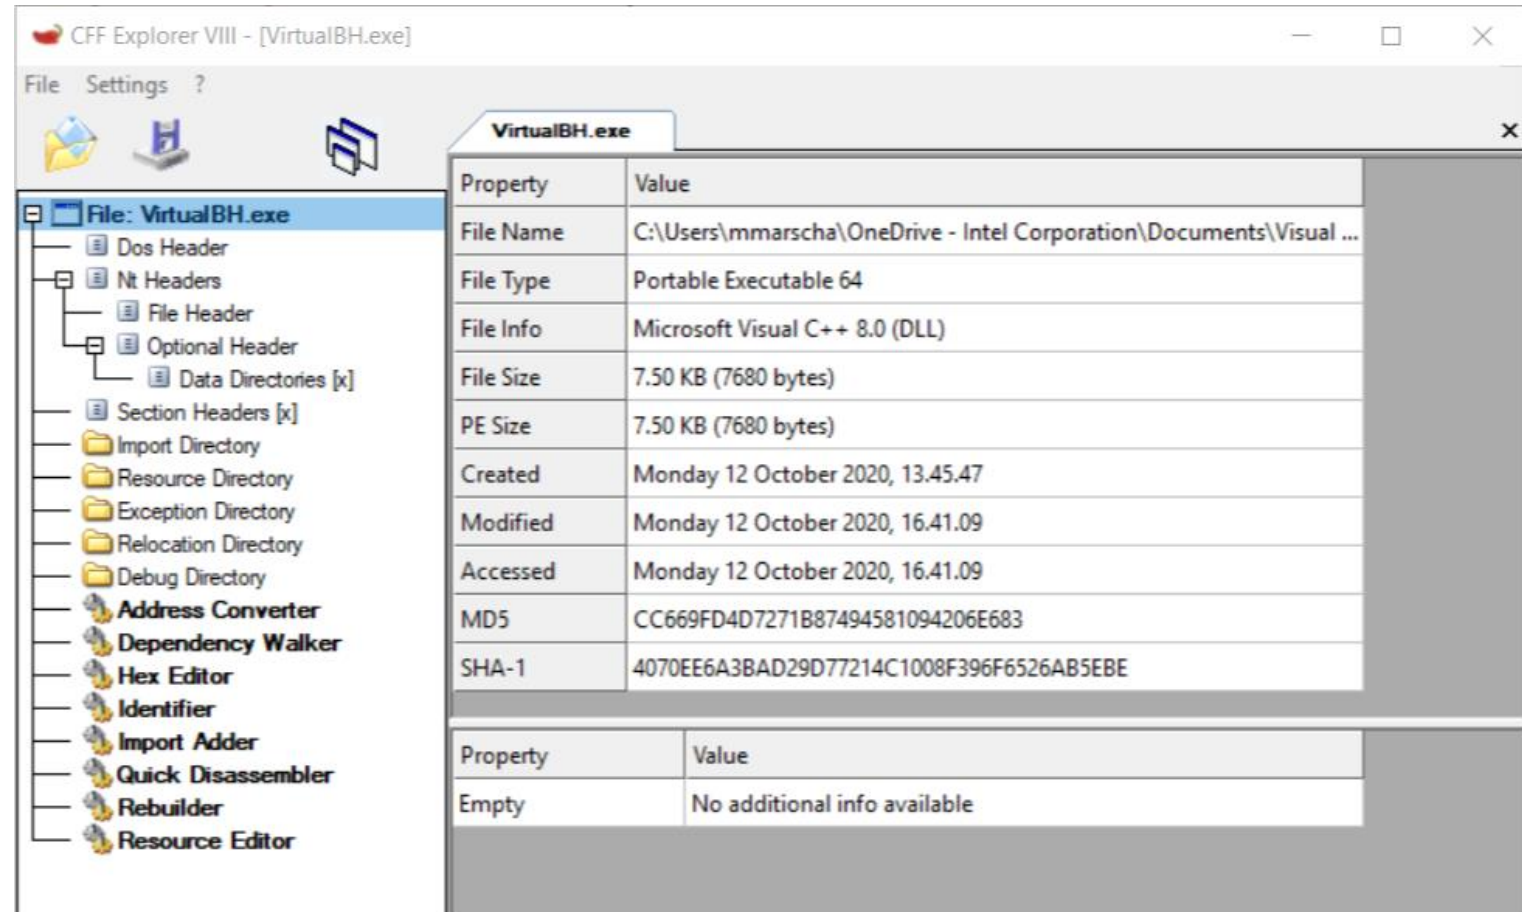 CFF Explorer VIII - [VirtualBH.exe]
File Settings ?
VirtualBH.exe
File: VirtualBH.exe
Dos Header
Nt Headers
File Header
Optional Header
Data Directories [x]
Section Headers [x]
Import Directory
Resource Directory
Exception Directory
Relocation Directory
Debug Directory
Address Converter
Dependency Walker
Hex Editor
Identifier
Import Adder
Quick Disassembler
Rebuilder
Resource Editor
Property Value
File Name C:\Users\mmarscha\OneDrive - Intel Corporation\Documents\Visual ...
File Type Portable Executable 64
File Info Microsoft Visual C++ 8.0 (DLL)
File Size 7.50 KB (7680 bytes)
PE Size 7.50 KB (7680 bytes)
Created Monday 12 October 2020, 13.45.47
Modified Monday 12 October 2020, 16.41.09
Accessed Monday 12 October 2020, 16.41.09
MD5 CC669FD4D7271B87494581094206E683
SHA-1 4070EE6A3BAD29D77214C1008F396F6526AB5EBE
Property Value
Empty No additional info available